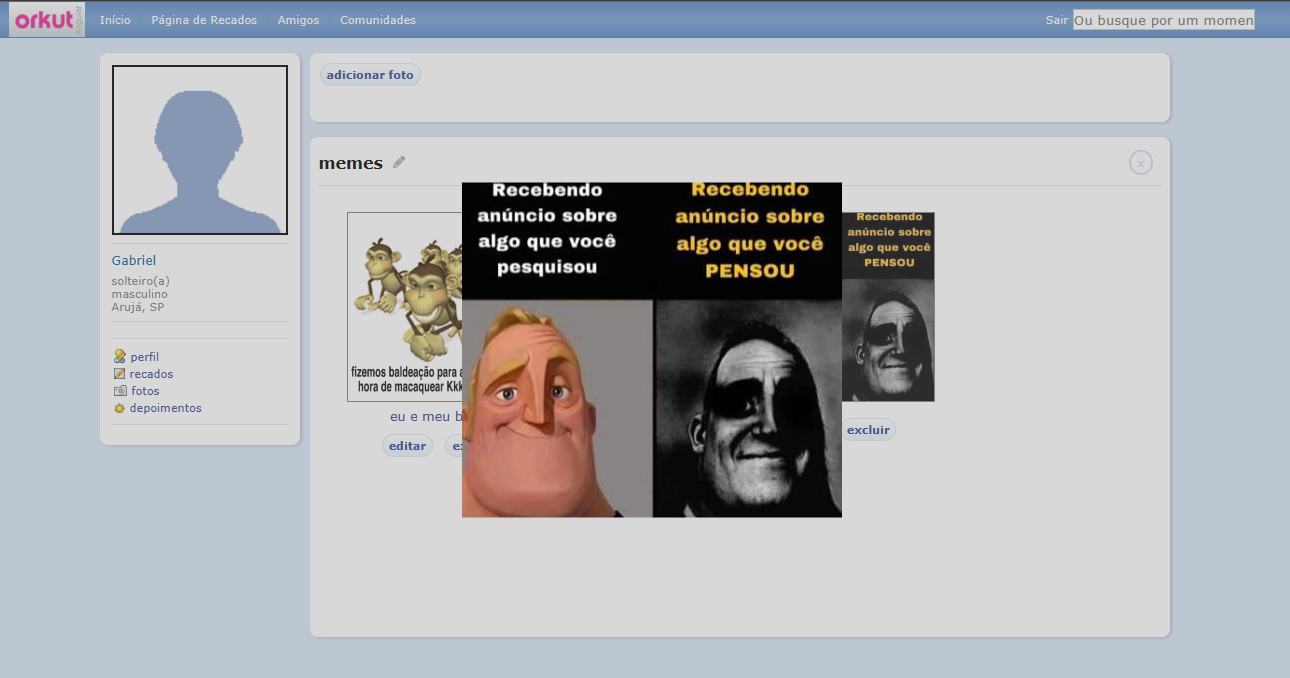 orkut
Angular
Início
Página de Recados
Amigos
Comunidades
Sair
Ou busque por um momen
Gabriel
solteiro(a)
masculino
Arujá, SP
perfil
recados
fotos
depoimentos
adicionar foto
memes
x
fizemos baldeação para a
hora de macaquear Kkk
eu e meu b
editar
Recebendo
anúncio sobre
algo que você
pesquisou
Recebendo
anúncio sobre
algo que você
PENSOU
Recebendo
anúncio sobre
algo que você
PENSOU
excluir